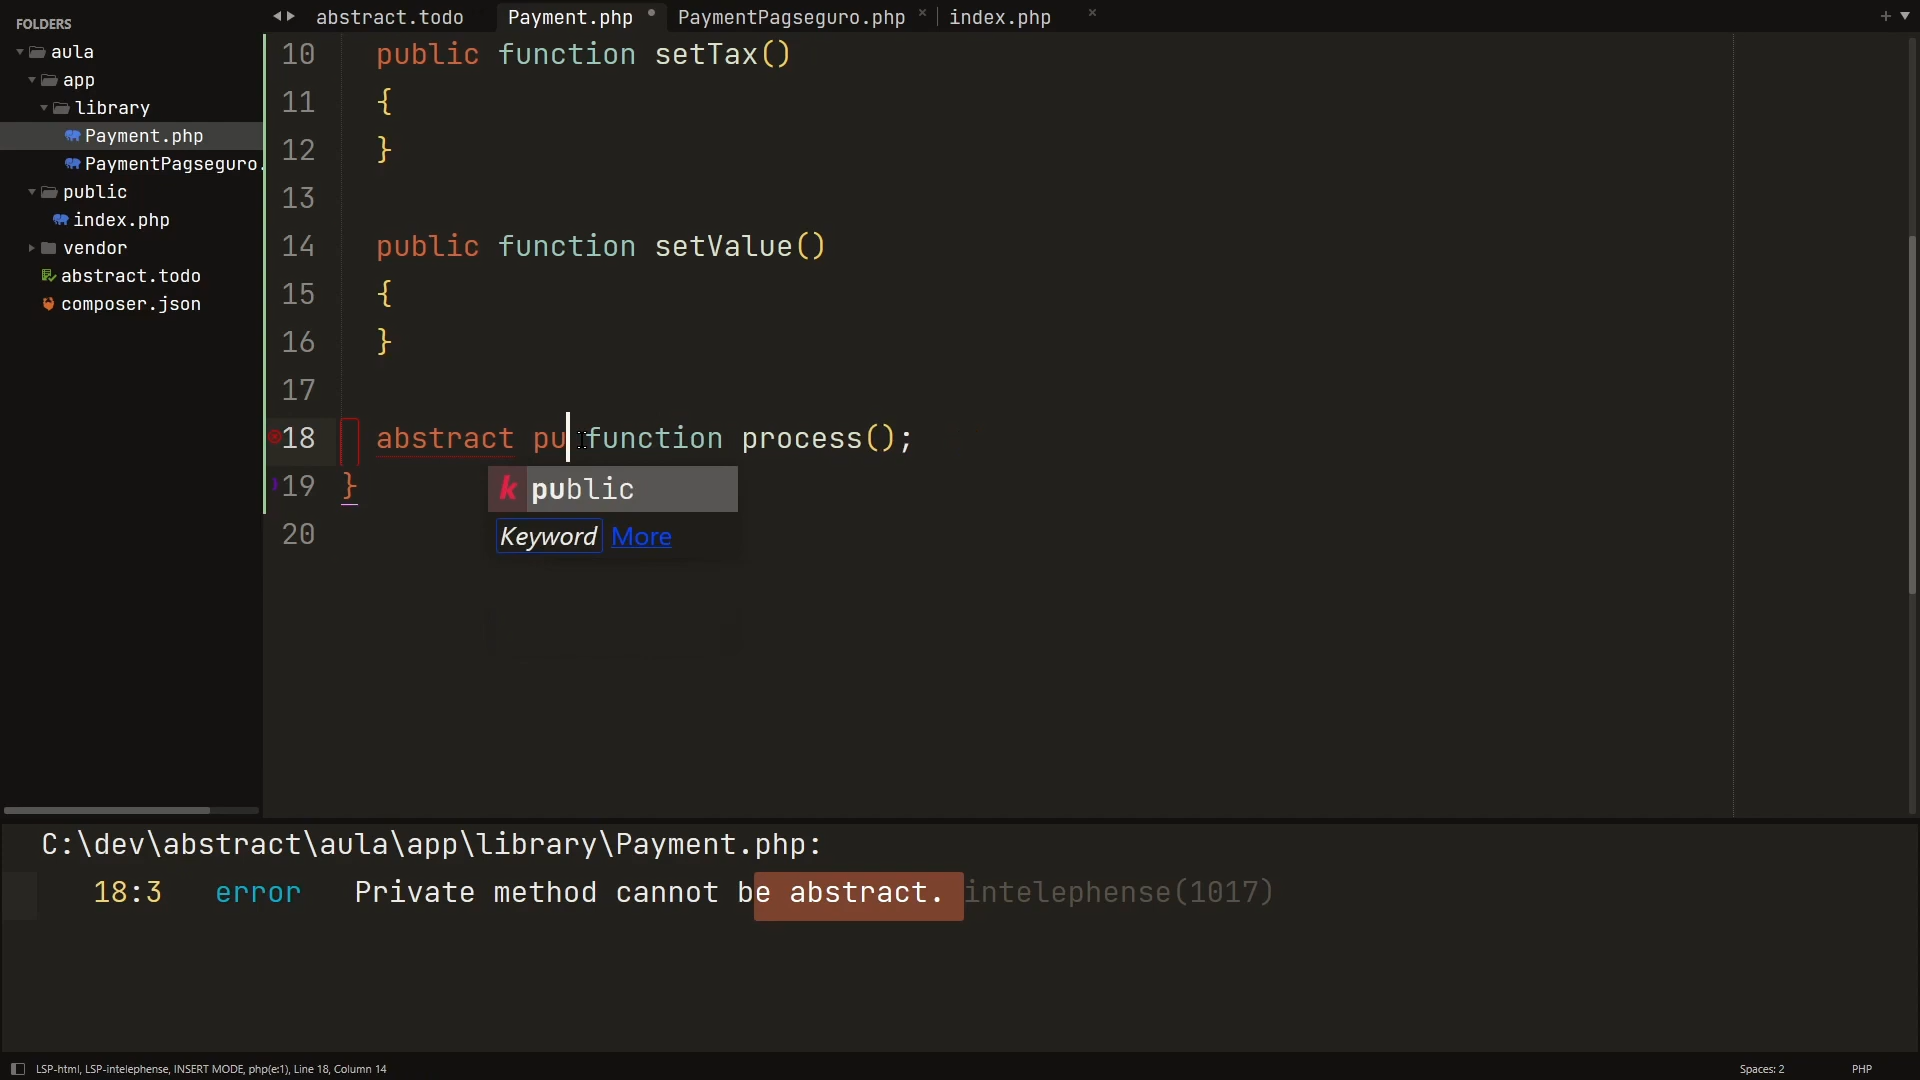 FOLDERS
aula
app
library
Payment.php
PaymentPagseguro.
public
index.php
vendor
abstract.todo
composer.json
abstract.todo Payment.php PaymentPagseguro.php × index.php × +
10 public function setTax()
11 {
12 }
13
14 public function setValue()
15 {
16 }
17
18 abstract pu function process();
19 }
20
k public
Keyword More
C:\dev\abstract\aula\app\library\Payment.php:
18:3 error Private method cannot be abstract. intelephense(1017)
LSP-html, LSP-intelephense, INSERT MODE, php(e:1), Line 18, Column 14 Spaces: 2 PHP